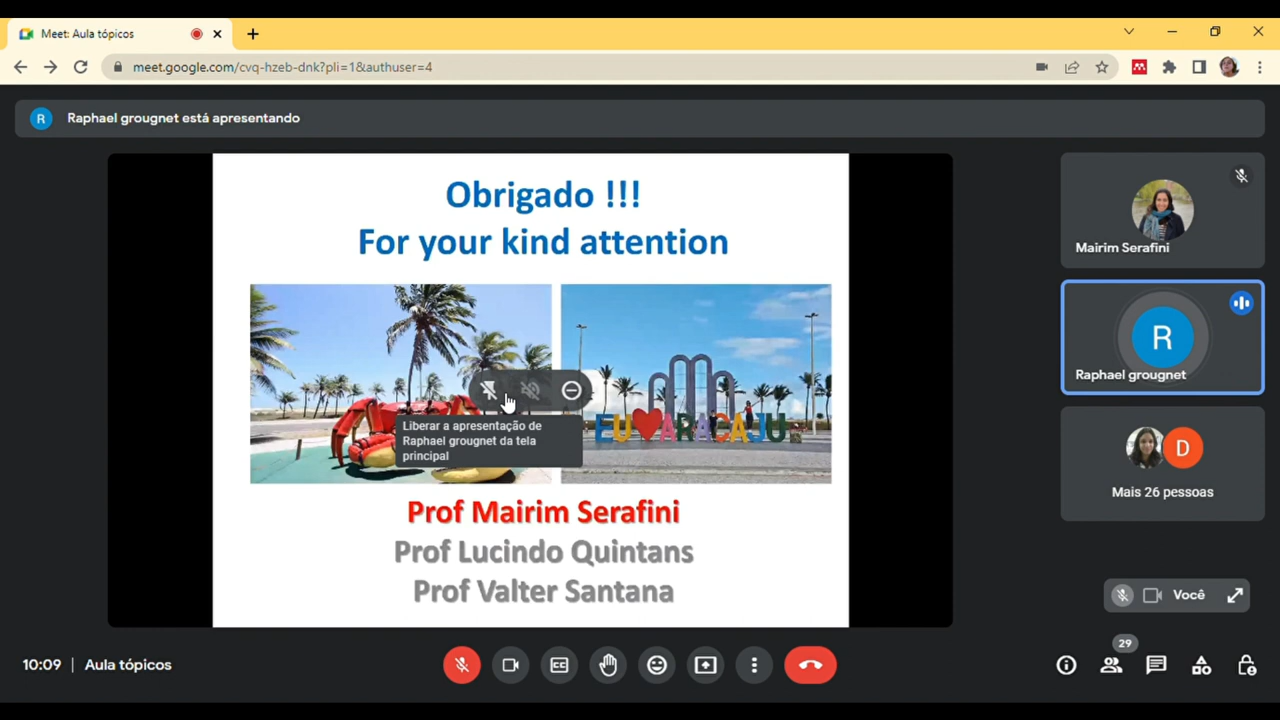 Meet: Aula tópicos
meet.google.com/cvq-hzeb-dnk?pli=1&authuser=4
R
Raphael grougnet está apresentando
Obrigado !!!
For your kind attention
EU ARACAJU
Liberar a apresentação de
Raphael grougnet da tela
principal
Prof Mairim Serafini
Prof Lucindo Quintans
Prof Valter Santana
Mairim Serafini
R
Raphael grougnet
D
Mais 26 pessoas
Você
10:09 | Aula tópicos
CC
29